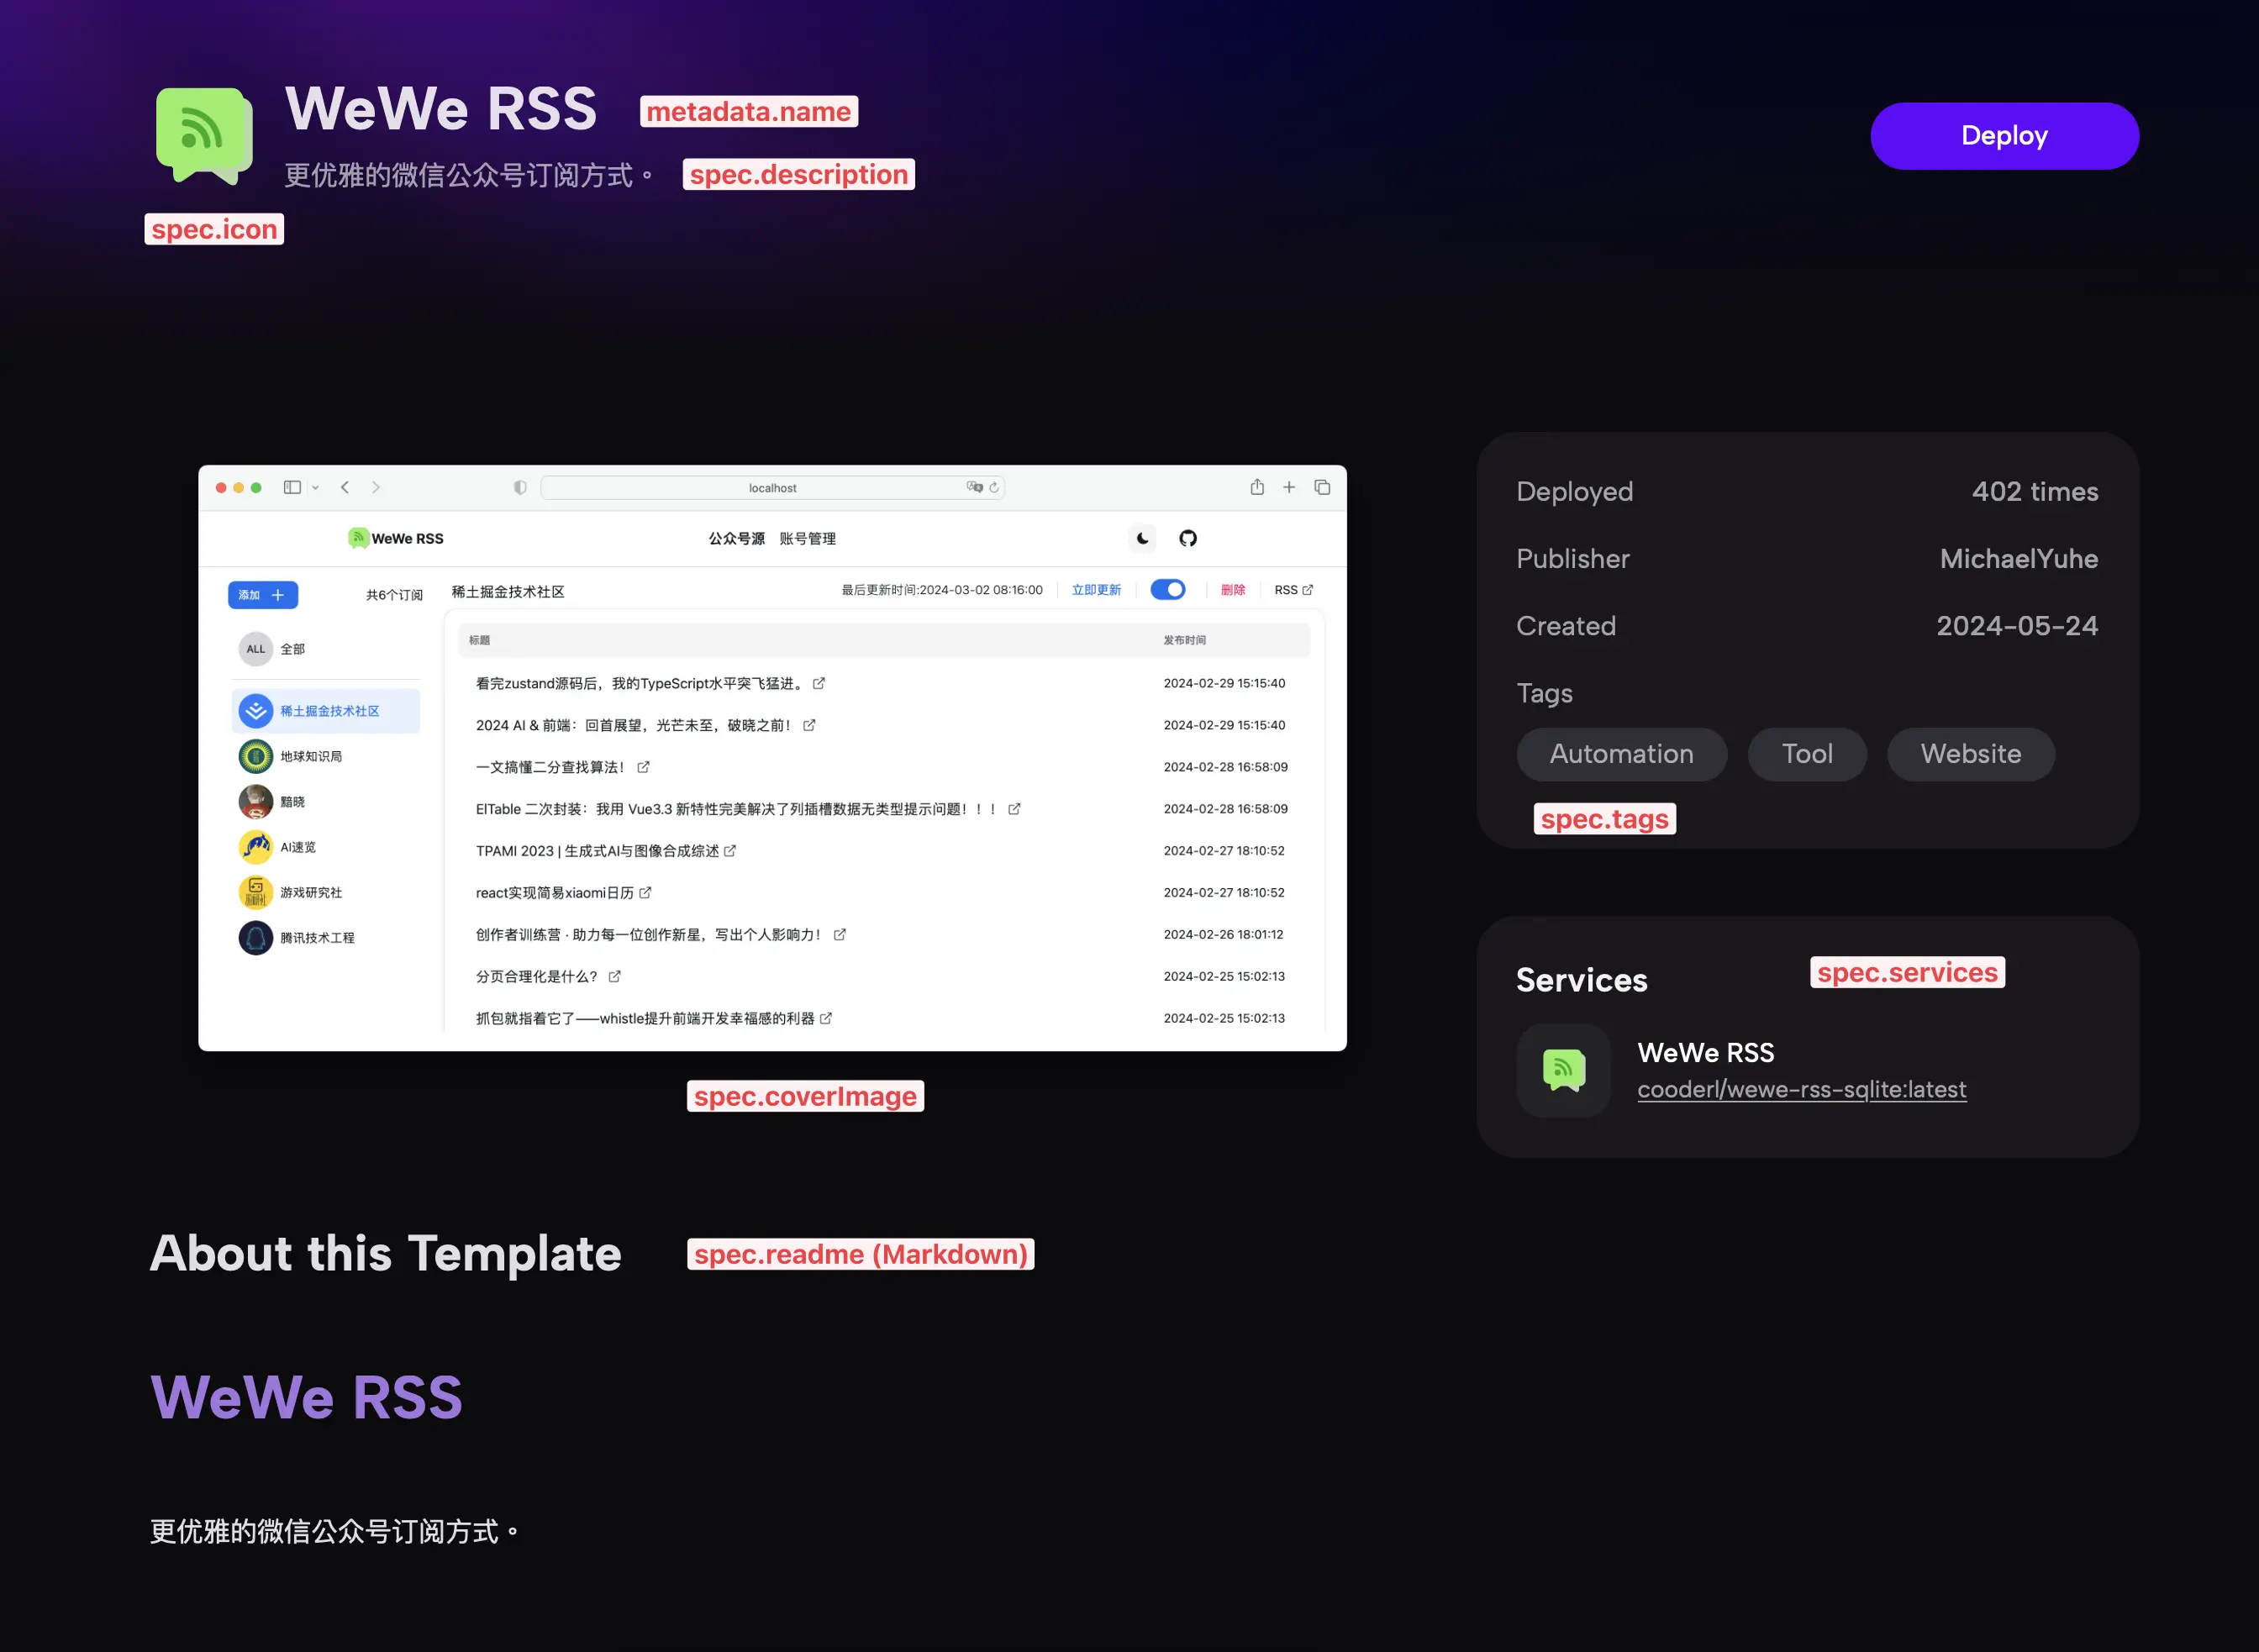 WeWe RSS
metadata.name
更优雅的微信公众号订阅方式。
spec.description
spec.icon
Deploy
localhost
WeWe RSS
公众号源 账号管理
添加
共6个订阅
ALL 全部
稀土掘金技术社区
地球知识局
黯晓
AI速览
游戏研究社
腾讯技术工程
稀土掘金技术社区
最后更新时间:2024-03-02 08:16:00 立即更新 删除 RSS
标题 发布时间
看完zustand源码后，我的TypeScript水平突飞猛进。 2024-02-29 15:15:40
2024 AI & 前端：回首展望，光芒未至，破晓之前！ 2024-02-29 15:15:40
一文搞懂二分查找算法！ 2024-02-28 16:58:09
ElTable 二次封装：我用 Vue3.3 新特性完美解决了列插槽数据无类型提示问题！！！ 2024-02-28 16:58:09
TPAMI 2023 | 生成式AI与图像合成综述 2024-02-27 18:10:52
react实现简易xiaomi日历 2024-02-27 18:10:52
创作者训练营 · 助力每一位创作新星，写出个人影响力！ 2024-02-26 18:01:12
分页合理化是什么？ 2024-02-25 15:02:13
抓包就指着它了——whistle提升前端开发幸福感的利器 2024-02-25 15:02:13
spec.coverImage
Deployed 402 times
Publisher MichaelYuhe
Created 2024-05-24
Tags
Automation Tool Website
spec.tags
Services
spec.services
WeWe RSS
cooderl/wewe-rss-sqlite:latest
About this Template
spec.readme (Markdown)
WeWe RSS
更优雅的微信公众号订阅方式。